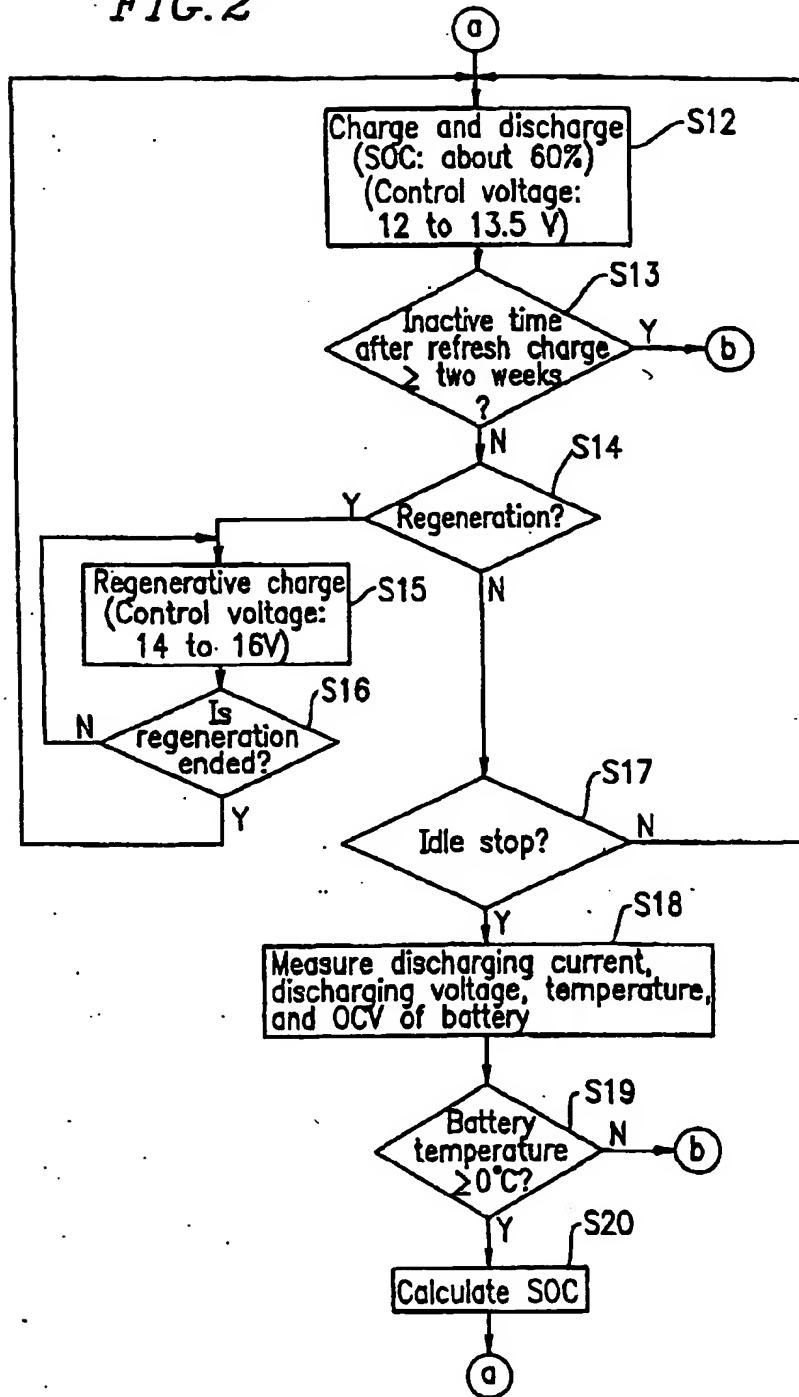 FIG. 2
a
Charge and discharge
(SOC: about 60%)
(Control voltage:
12 to 13.5 V)
S12
S13
Inactive time
after refresh charge
≥ two weeks
?
Y
b
N
S14
Regeneration?
Y
N
Regenerative charge
(Control voltage:
14 to 16V)
S15
S16
Is
regeneration
ended?
N
Y
S17
Idle stop?
N
Y
S18
Measure discharging current,
discharging voltage, temperature,
and OCV of battery
S19
Battery
temperature
≥0°C?
N
b
Y
S20
Calculate SOC
a